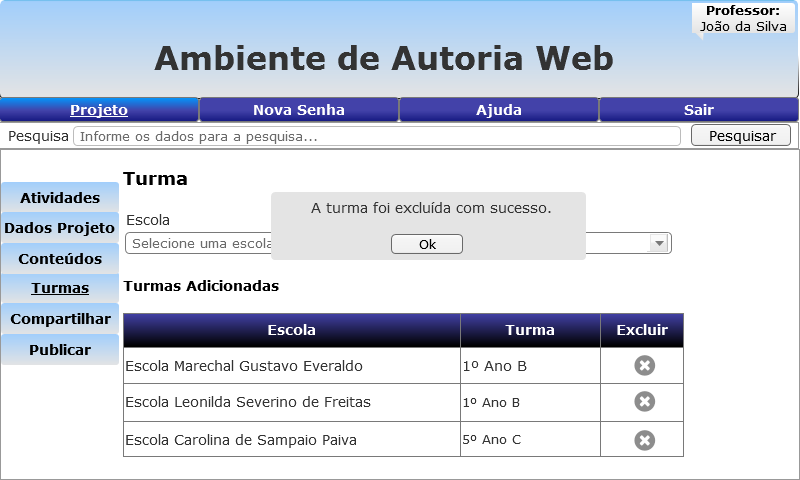 Professor:
João da Silva
Ambiente de Autoria Web
Projeto Nova Senha Ajuda Sair
Pesquisa Informe os dados para a pesquisa... Pesquisar
Atividades
Dados Projeto
Conteúdos
Turmas
Compartilhar
Publicar
Turma
A turma foi excluída com sucesso.
Ok
Escola
Selecione uma escola
Turmas Adicionadas
Escola Turma Excluir
Escola Marechal Gustavo Everaldo 1º Ano B
Escola Leonilda Severino de Freitas 1º Ano B
Escola Carolina de Sampaio Paiva 5º Ano C